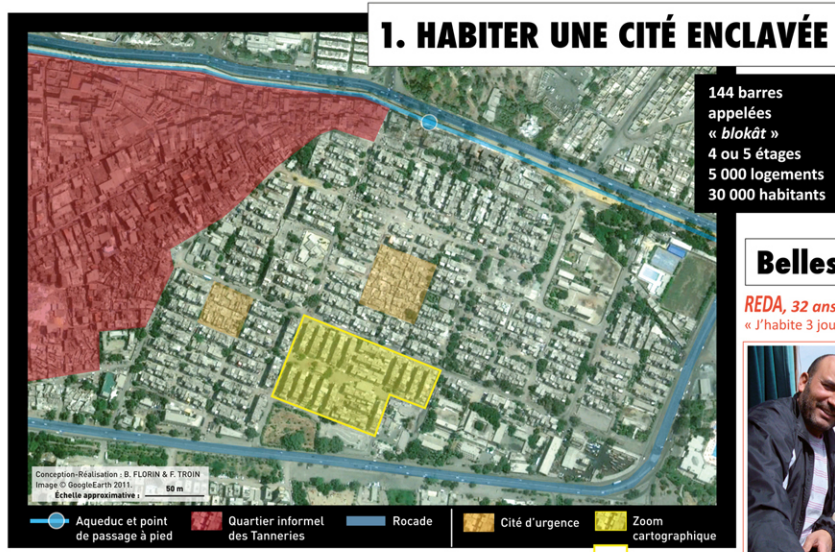 1. HABITER UNE CITÉ ENCLAVÉE
144 barres
appelées
« blokât »
4 ou 5 étages
5 000 logements
30 000 habitants
Belles
REDA, 32 ans
« J'habite 3 jou
Conception-Réalisation : B. FLORIN & F. TROIN
Image © GoogleEarth 2011.
Échelle approximative : 50 m
Aqueduc et point
de passage à pied
Quartier informel
des Tanneries
Rocade
Cité d'urgence
Zoom
cartographique